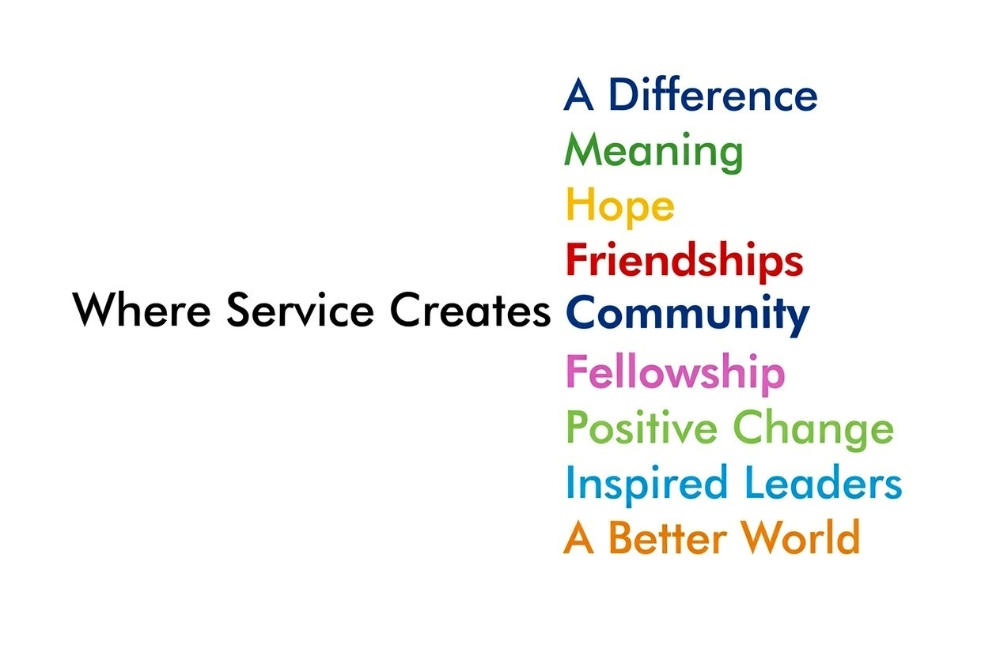 A Difference
Meaning
Hope
Friendships
Where Service Creates Community
Fellowship
Positive Change
Inspired Leaders
A Better World